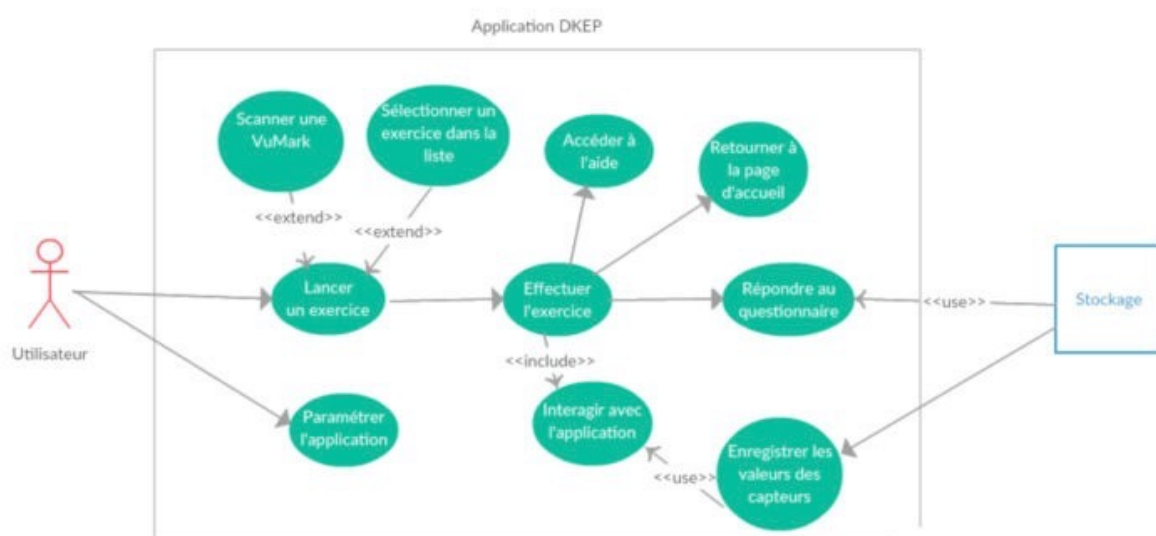 Application DKEP
Scanner une
VuMark
Sélectionner un
exercice dans la
liste
Accéder à
l'aide
Retourner à
la page
d'accueil
<<extend>>
<<extend>>
Utilisateur
Lancer
un exercice
Effectuer
l'exercice
Répondre au
questionnaire
<<use>>
Stockage
<<include>>
Paramétrer
l'application
Interagir avec
l'application
<<use>>
Enregistrer les
valeurs des
capteurs